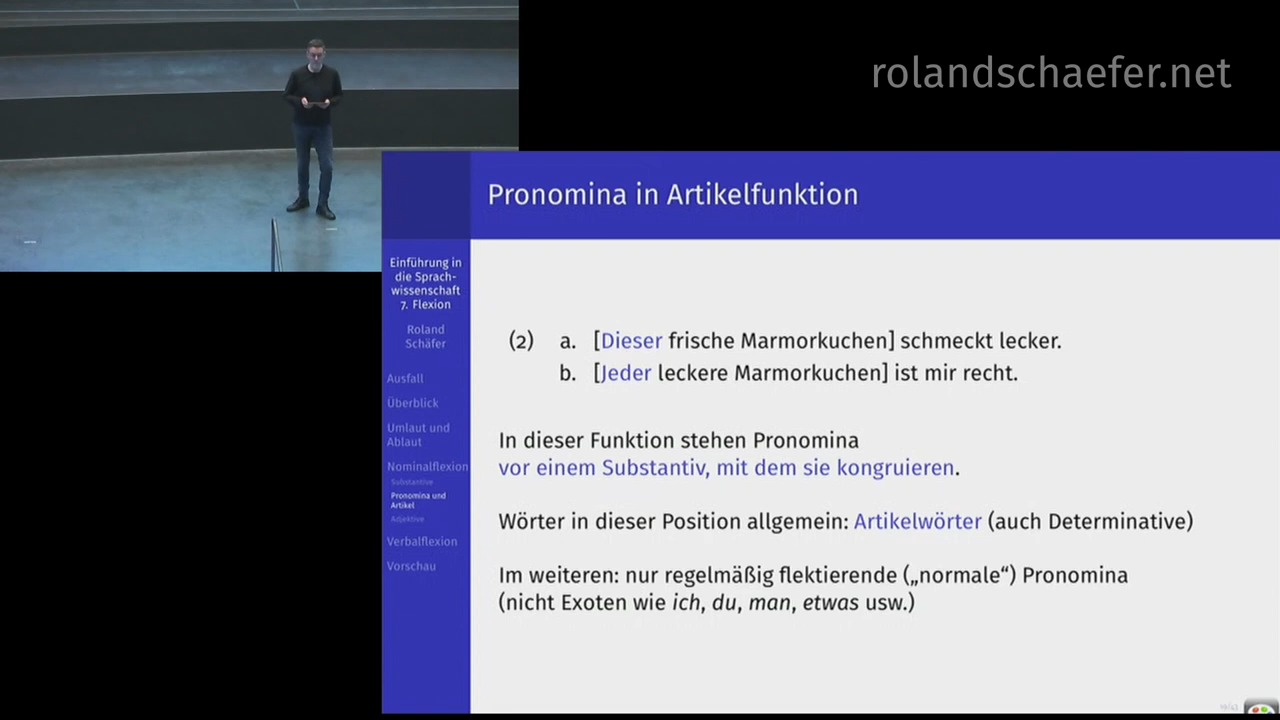 rolandschaefer.net
Pronomina in Artikelfunktion
Einführung in
die Sprach-
wissenschaft
7. Flexion
Roland
Schäfer
Ausfall
Überblick
Umlaut und
Ablaut
Nominalflexion
Substantive
Pronomina und
Artikel
Adjektive
Verbalflexion
Vorschau
(2) a. [Dieser frische Marmorkuchen] schmeckt lecker.
b. [Jeder leckere Marmorkuchen] ist mir recht.
In dieser Funktion stehen Pronomina
vor einem Substantiv, mit dem sie kongruieren.
Wörter in dieser Position allgemein: Artikelwörter (auch Determinative)
Im weiteren: nur regelmäßig flektierende („normale“) Pronomina
(nicht Exoten wie ich, du, man, etwas usw.)